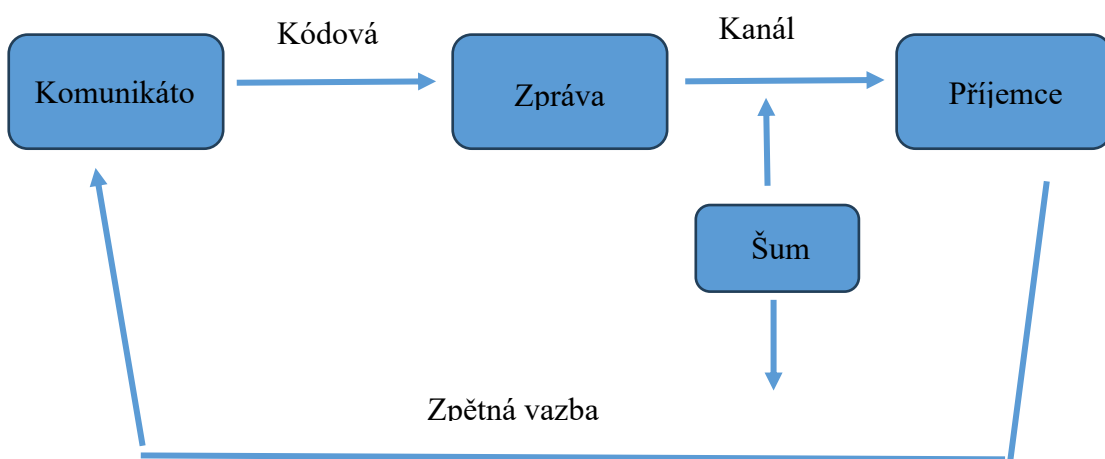 Kódová
Kanál
Komunikáto
Zpráva
Příjemce
Šum
Zpětná vazba